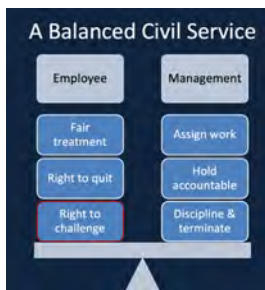 A Balanced Civil Service
Employee
Management
Fair
treatment
Assign work
Right to quit
Hold
accountable
Right to
challenge
Discipline &
terminate